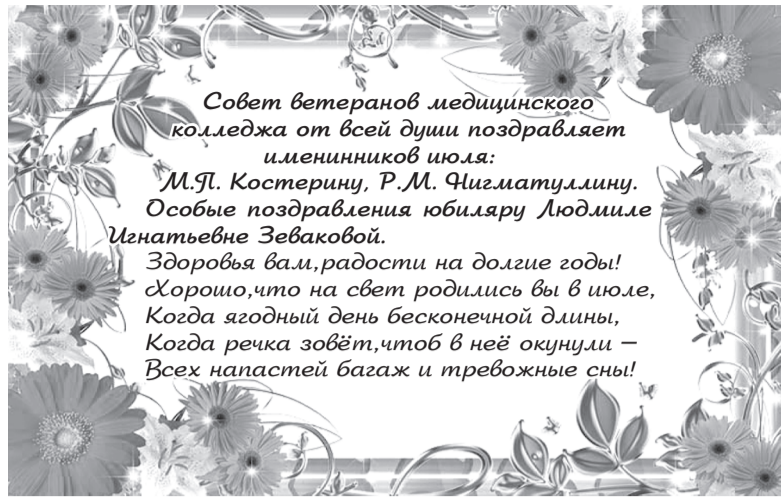 Совет ветеранов медицинского
колледжа от всей души поздравляет
именинников июля:
М.П. Костерину, Р.М. Нигматуллину.
Особые поздравления юбиляру Людмиле
Игнатьевне Зеваковой.
Здоровья вам,радости на долгие годы!
Хорошо,что на свет родились вы в июле,
Когда ягодный день бесконечной длины,
Когда речка зовёт,чтоб в неё окунули –
Всех напастей багаж и тревожные сны!